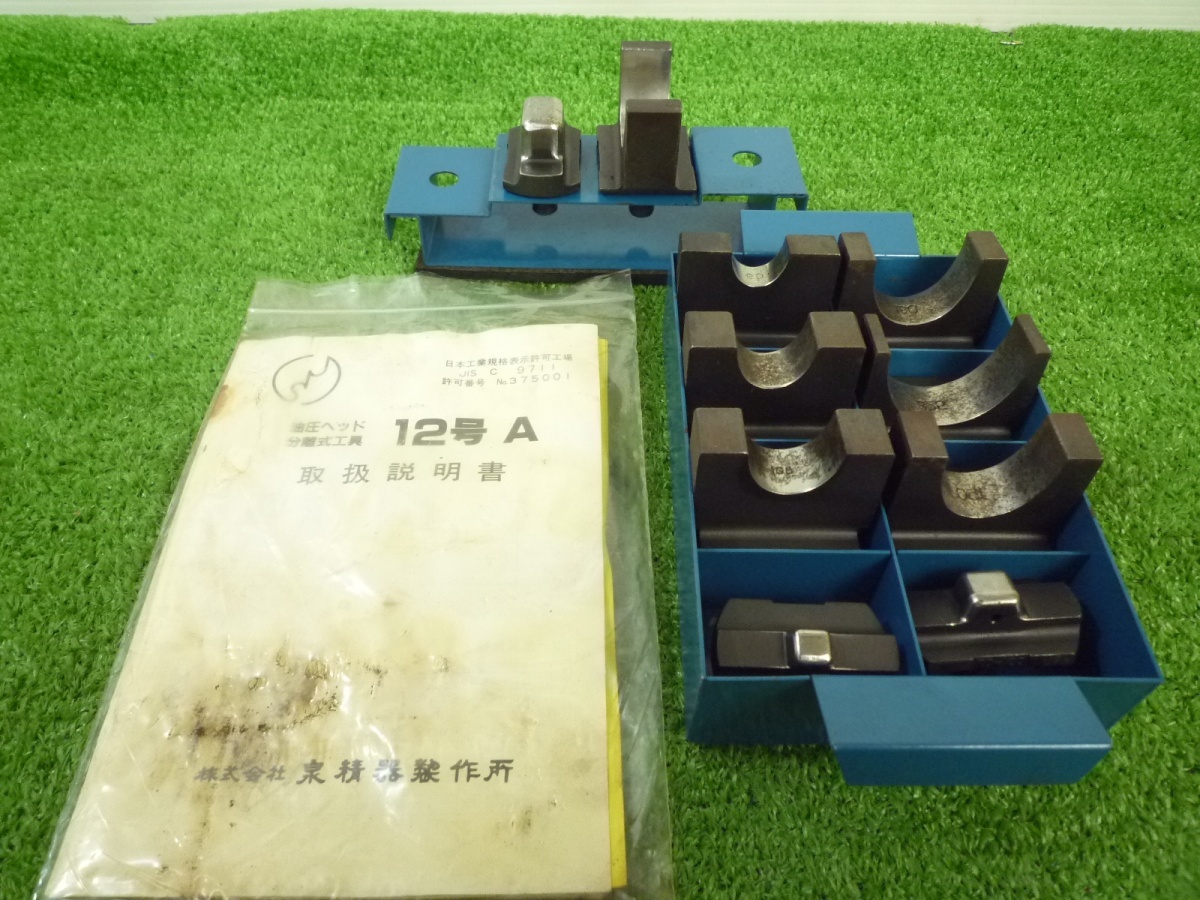 日本工業規格表示許可工場
JIS C 9711
許可番号 No375001
油圧ヘッド
分離式工具
12号 A
取扱説明書
株式会社 泉精器製作所